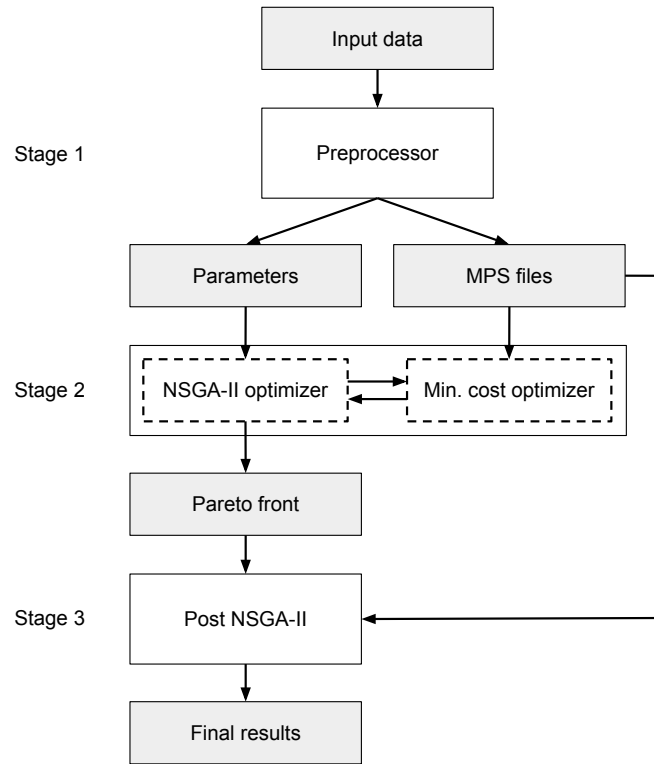 Input data
Stage 1
Preprocessor
Parameters
MPS files
Stage 2
NSGA-II optimizer
Min. cost optimizer
Pareto front
Stage 3
Post NSGA-II
Final results